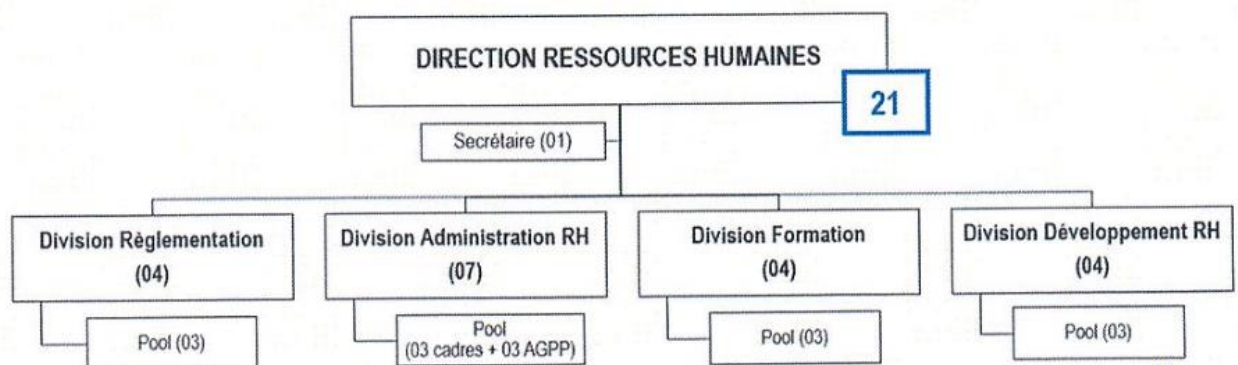 DIRECTION RESSOURCES HUMAINES
21
Secrétaire (01)
Division Règlementation
(04)
Division Administration RH
(07)
Division Formation
(04)
Division Développement RH
(04)
Pool (03)
Pool
(03 cadres + 03 AGPP)
Pool (03)
Pool (03)